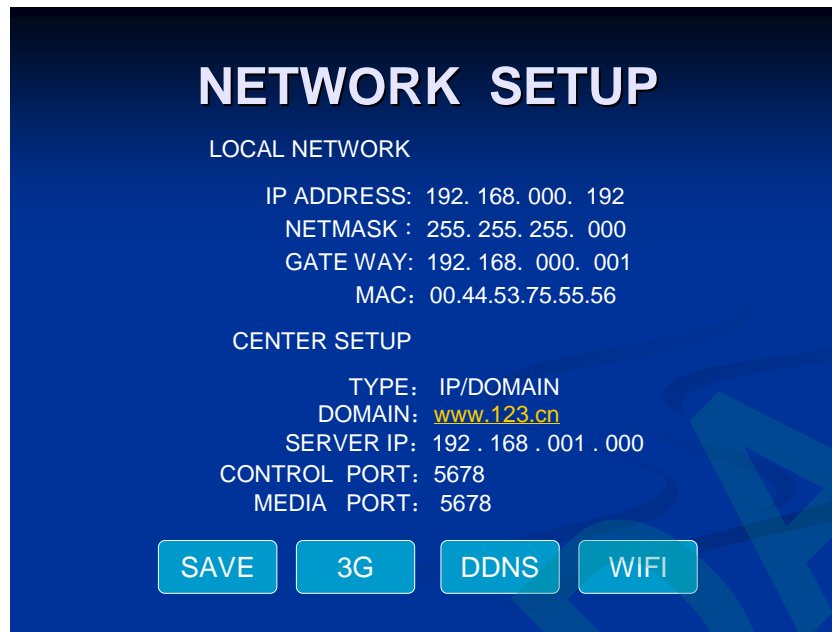 NETWORK SETUP
LOCAL NETWORK
IP ADDRESS: 192. 168. 000. 192
NETMASK : 255. 255. 255. 000
GATE WAY: 192. 168. 000. 001
MAC： 00.44.53.75.55.56
CENTER SETUP
TYPE： IP/DOMAIN
DOMAIN： www.123.cn
SERVER IP： 192 . 168 . 001 . 000
CONTROL PORT： 5678
MEDIA PORT： 5678
SAVE 3G DDNS WIFI